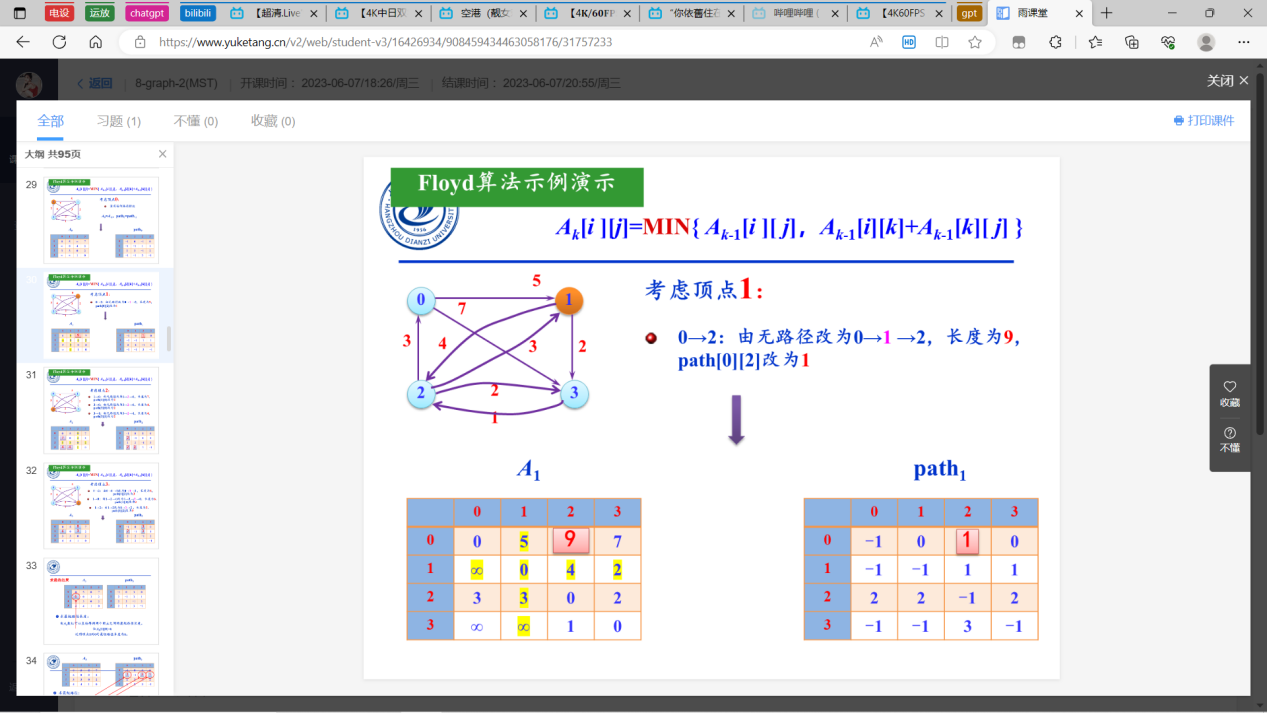 电设 运放 chatgpt bilibili 【超清.Live 【4K中日双 空港（靓女 【4K/60FP "你依旧住在 哔哩哔哩 ( 【4K60FPS gpt 雨课堂
https://www.yuketang.cn/v2/web/student-v3/16426934/908459434463058176/31757233
返回 8-graph-2(MST) 开课时间： 2023-06-07/18:26/周三 结课时间： 2023-06-07/20:55/周三
关闭 ×
全部 习题 (1) 不懂 (0) 收藏 (0)
打印课件
大纲 共95页
29
31
32
33
34
Floyd算法示例演示
HANGZHOU DIANZI UNIVERSITY
1956
Ak[i ][j]=MIN{ Ak-1[i ][ j]，Ak-1[i][k]+Ak-1[k][ j] }
0 5 1
7
3 4 3 2
2 2 3
1
考虑顶点1：
0→2：由无路径改为0→1 →2，长度为9，
path[0][2]改为1
A1
0 1 2 3
0 0 5 9 7
1 ∞ 0 4 2
2 3 3 0 2
3 ∞ ∞ 1 0
path1
0 1 2 3
0 −1 0 1 0
1 −1 −1 1 1
2 2 2 −1 2
3 −1 −1 3 −1
收藏
不懂